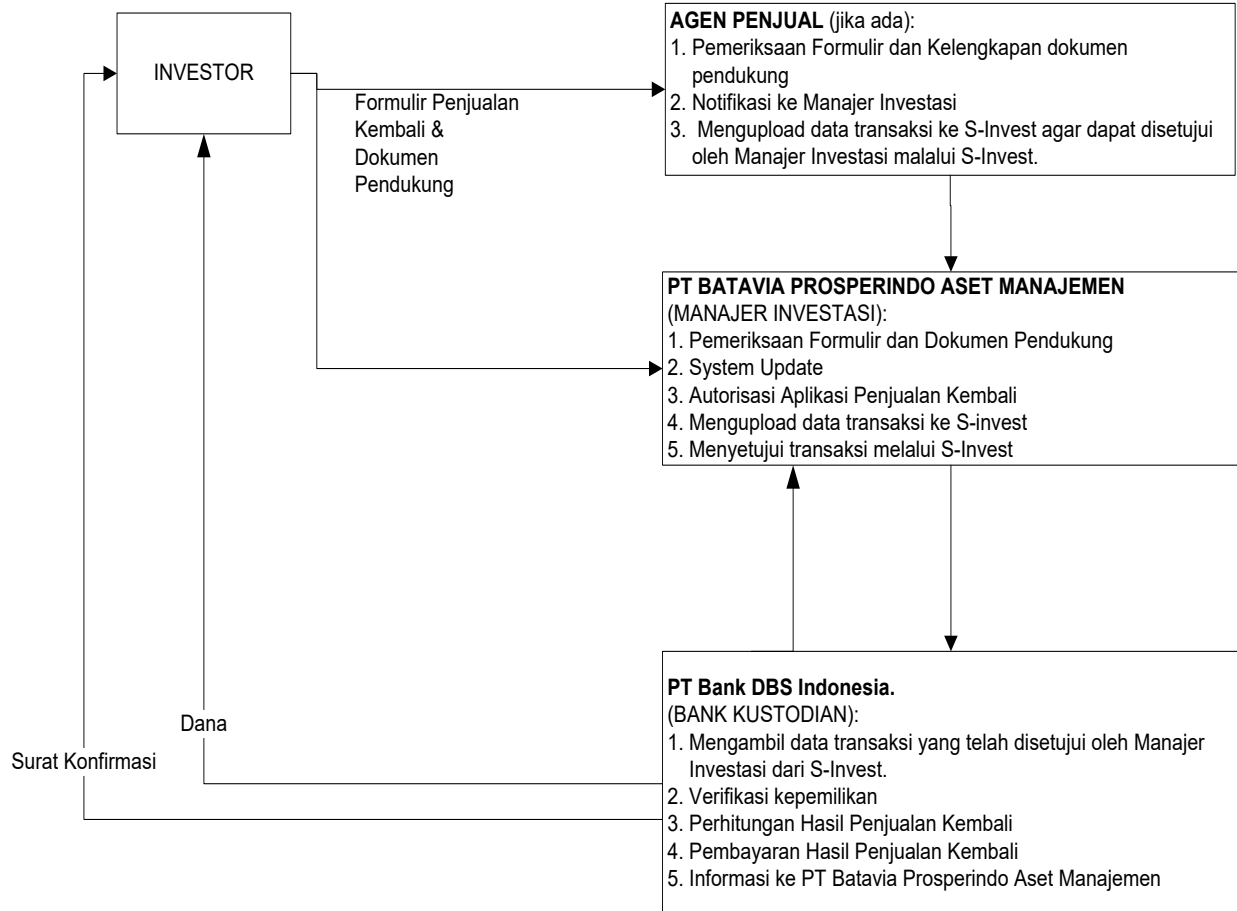 INVESTOR
Formulir Penjualan
Kembali &
Dokumen
Pendukung
AGEN PENJUAL (jika ada):
1. Pemeriksaan Formulir dan Kelengkapan dokumen
pendukung
2. Notifikasi ke Manajer Investasi
3. Mengupload data transaksi ke S-Invest agar dapat disetujui
oleh Manajer Investasi malalui S-Invest.
PT BATAVIA PROSPERINDO ASET MANAJEMEN
(MANAJER INVESTASI):
1. Pemeriksaan Formulir dan Dokumen Pendukung
2. System Update
3. Autorisasi Aplikasi Penjualan Kembali
4. Mengupload data transaksi ke S-invest
5. Menyetujui transaksi melalui S-Invest
Dana
Surat Konfirmasi
PT Bank DBS Indonesia.
(BANK KUSTODIAN):
1. Mengambil data transaksi yang telah disetujui oleh Manajer
Investasi dari S-Invest.
2. Verifikasi kepemilikan
3. Perhitungan Hasil Penjualan Kembali
4. Pembayaran Hasil Penjualan Kembali
5. Informasi ke PT Batavia Prosperindo Aset Manajemen